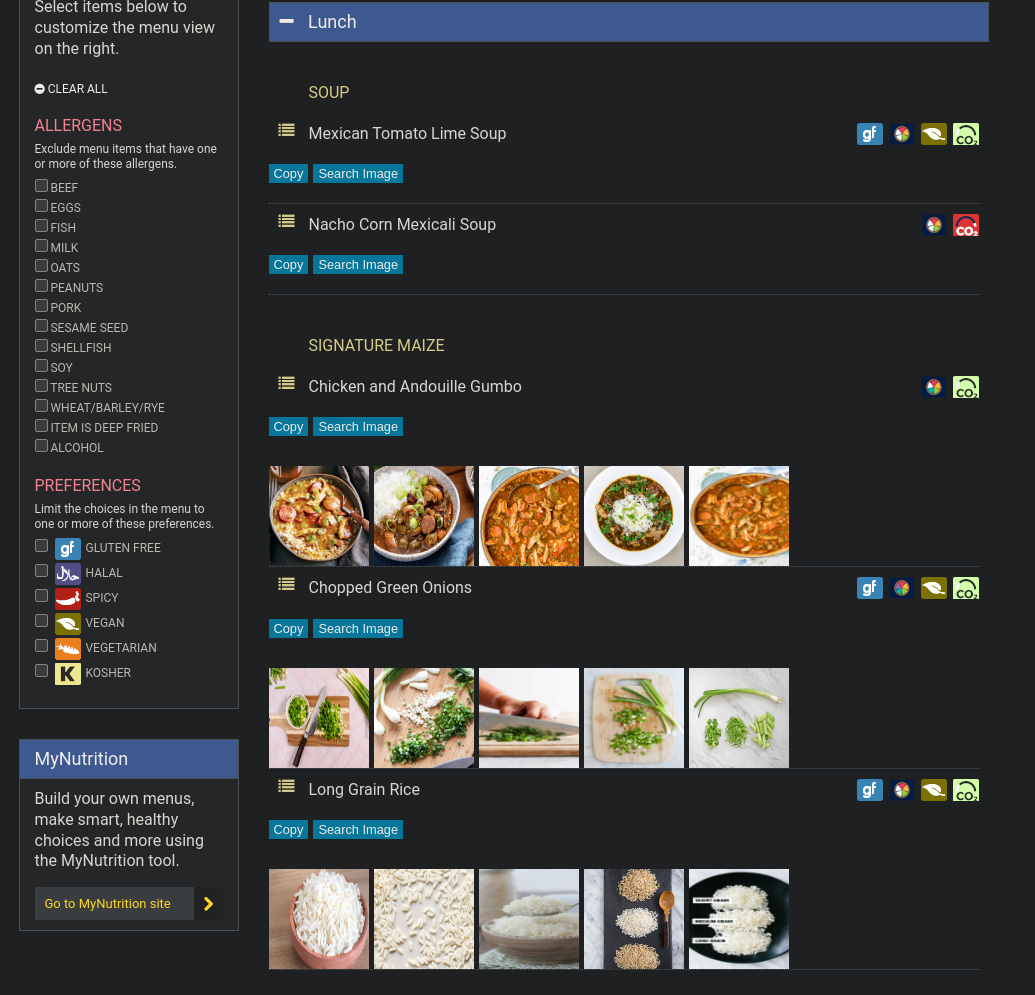 Select items below to
customize the menu view
on the right.
CLEAR ALL
ALLERGENS
Exclude menu items that have one
or more of these allergens.
BEEF
EGGS
FISH
MILK
OATS
PEANUTS
PORK
SESAME SEED
SHELLFISH
SOY
TREE NUTS
WHEAT/BARLEY/RYE
ITEM IS DEEP FRIED
ALCOHOL
PREFERENCES
Limit the choices in the menu to
one or more of these preferences.
gf GLUTEN FREE
حلال HALAL
SPICY
VEGAN
VEGETARIAN
K KOSHER
MyNutrition
Build your own menus,
make smart, healthy
choices and more using
the MyNutrition tool.
Go to MyNutrition site
Lunch
SOUP
Mexican Tomato Lime Soup gf CO2
Copy Search Image
Nacho Corn Mexicali Soup CO2
Copy Search Image
SIGNATURE MAIZE
Chicken and Andouille Gumbo CO2
Copy Search Image
Chopped Green Onions gf CO2
Copy Search Image
Long Grain Rice gf CO2
Copy Search Image
SHORT GRAIN
MEDIUM GRAIN
LONG GRAIN